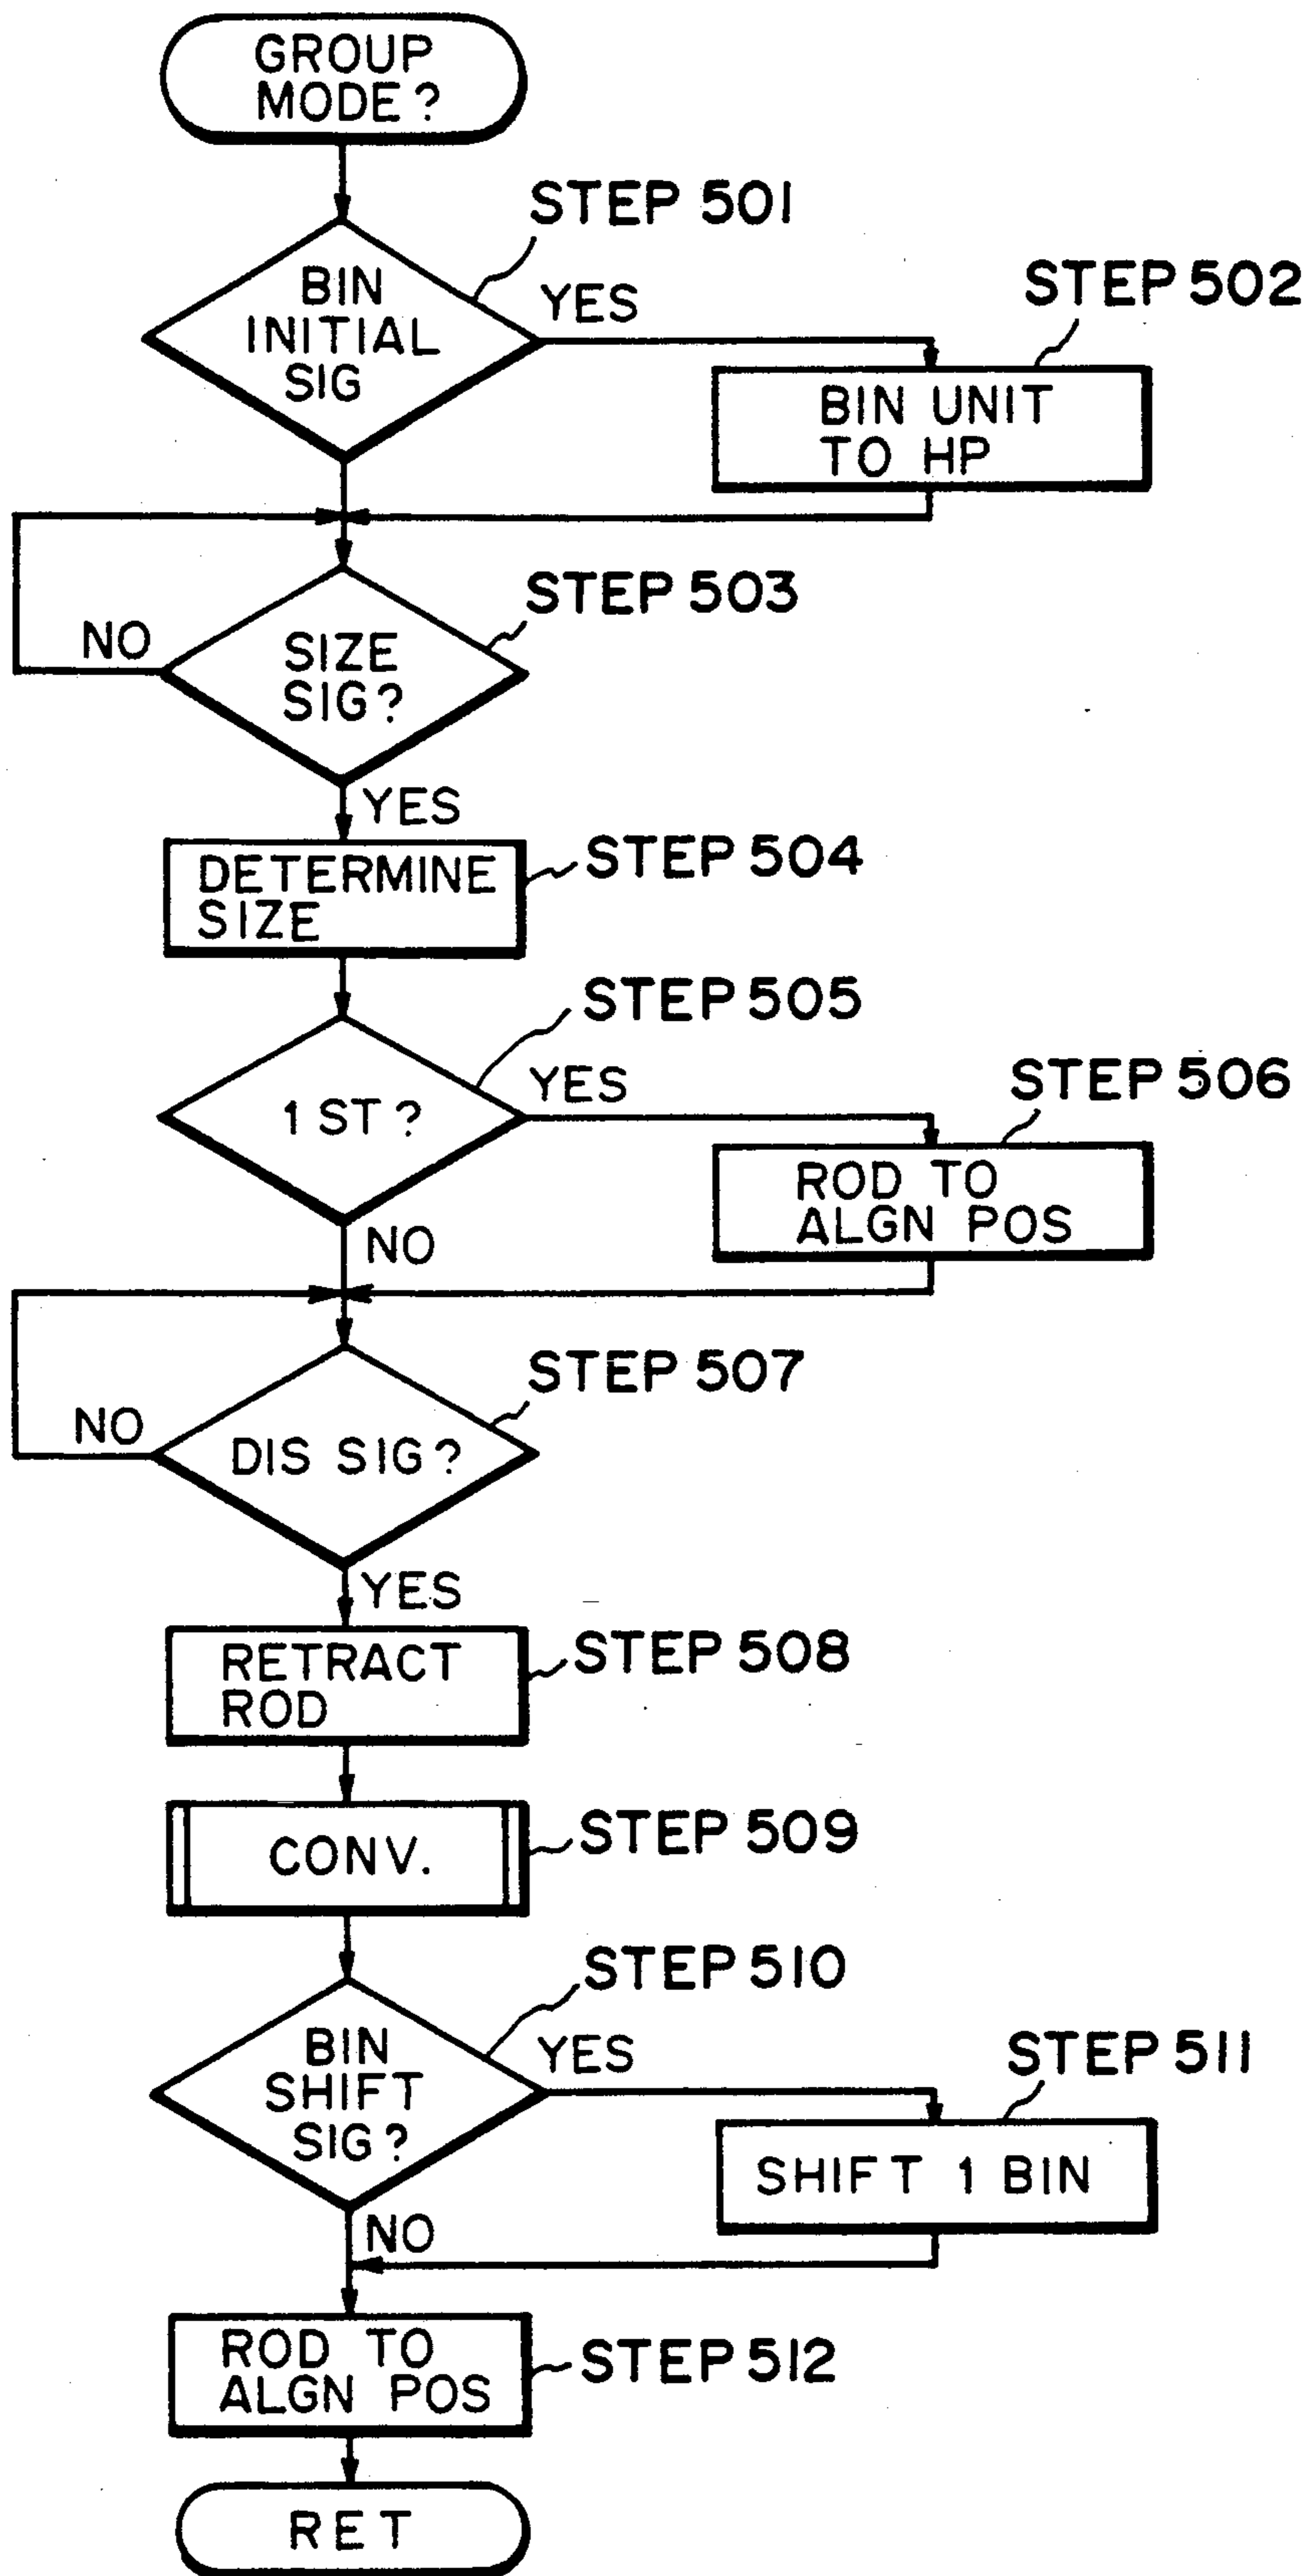 GROUP
MODE?
STEP 501
BIN
INITIAL
SIG
YES
STEP 502
BIN UNIT
TO HP
STEP 503
NO
SIZE
SIG?
YES
DETERMINE
SIZE
STEP 504
STEP 505
1 ST?
YES
STEP 506
ROD TO
ALGN POS
NO
STEP 507
NO
DIS SIG?
YES
RETRACT
ROD
STEP 508
CONV.
STEP 509
STEP 510
BIN
SHIFT
SIG?
YES
STEP 511
SHIFT 1 BIN
NO
ROD TO
ALGN POS
STEP 512
RET